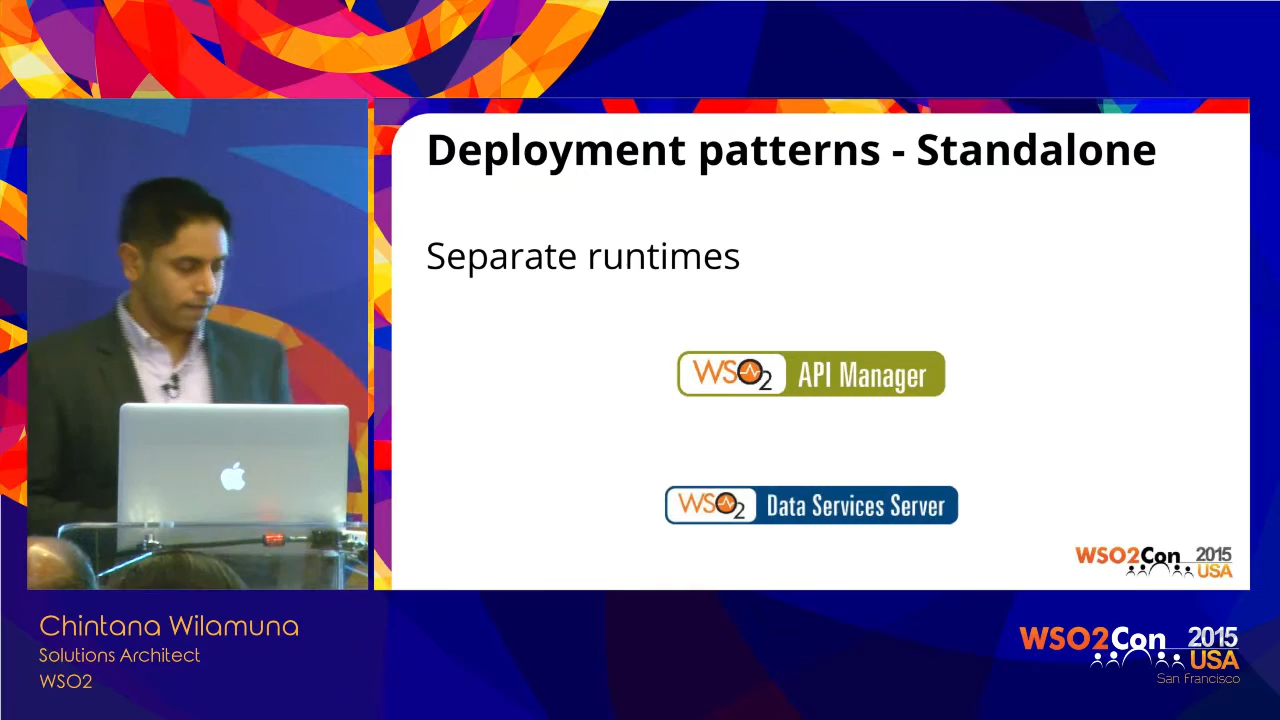 Deployment patterns - Standalone
Separate runtimes
WSO2 API Manager
WSO2 Data Services Server
WSO2Con 2015
USA
Chintana Wilamuna
Solutions Architect
WSO2
WSO2Con 2015
USA
San Francisco